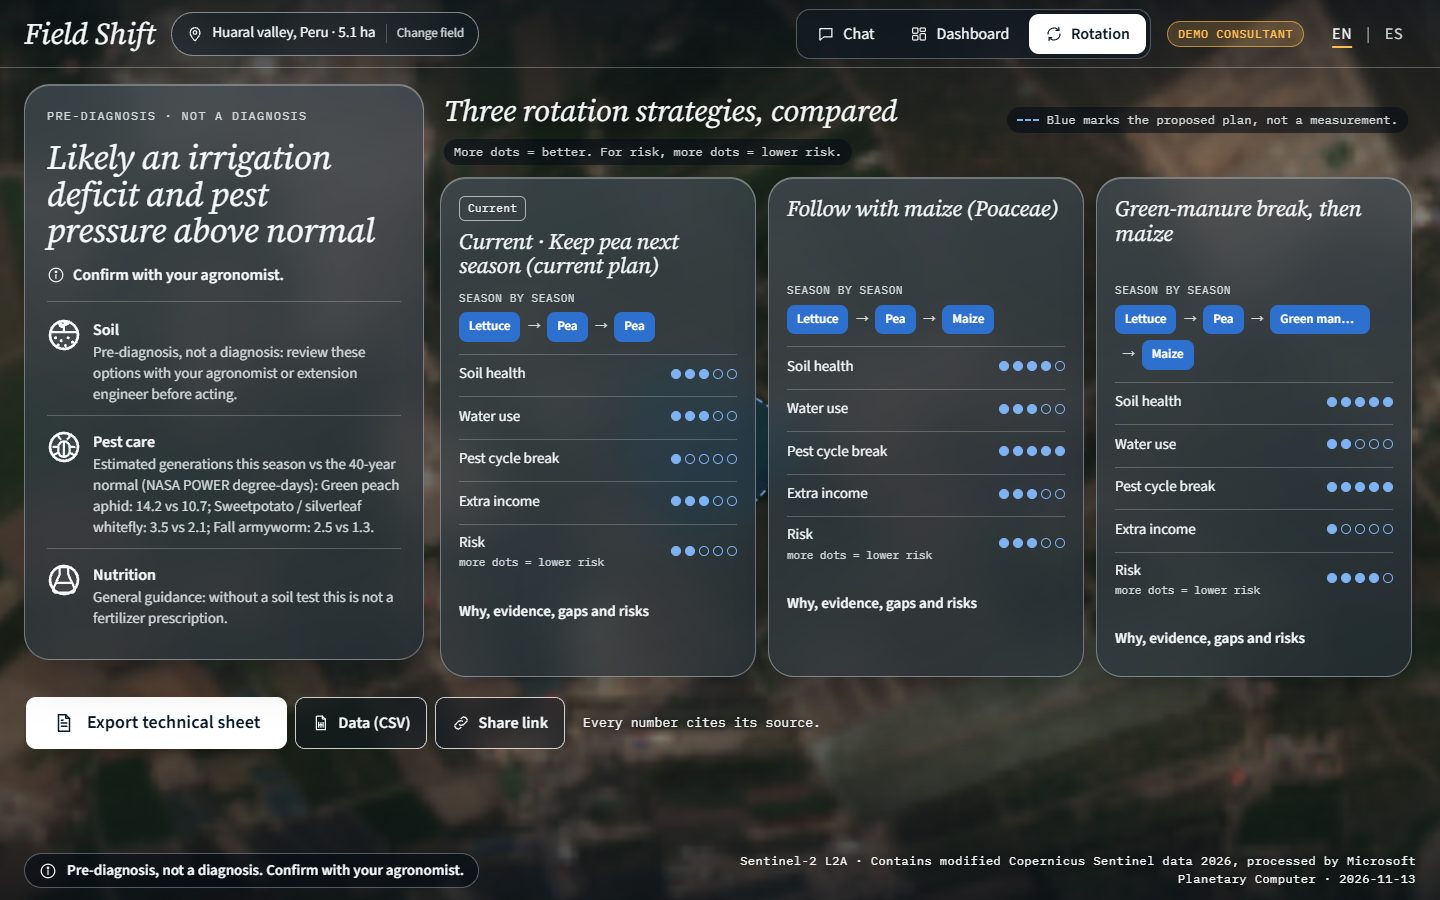 Field Shift
Huaral valley, Peru · 5.1 ha
Change field
Chat
Dashboard
Rotation
DEMO CONSULTANT
EN | ES
PRE-DIAGNOSIS · NOT A DIAGNOSIS
Likely an irrigation
deficit and pest
pressure above normal
Confirm with your agronomist.
Soil
Pre-diagnosis, not a diagnosis: review these
options with your agronomist or extension
engineer before acting.
Pest care
Estimated generations this season vs the 40-year
normal (NASA POWER degree-days): Green peach
aphid: 14.2 vs 10.7; Sweetpotato / silverleaf
whitefly: 3.5 vs 2.1; Fall armyworm: 2.5 vs 1.3.
Nutrition
General guidance: without a soil test this is not a
fertilizer prescription.
Three rotation strategies, compared
Blue marks the proposed plan, not a measurement.
More dots = better. For risk, more dots = lower risk.
Current
Current · Keep pea next
season (current plan)
SEASON BY SEASON
Lettuce → Pea → Pea
Soil health
Water use
Pest cycle break
Extra income
Risk
more dots = lower risk
Why, evidence, gaps and risks
Follow with maize (Poaceae)
SEASON BY SEASON
Lettuce → Pea → Maize
Soil health
Water use
Pest cycle break
Extra income
Risk
more dots = lower risk
Why, evidence, gaps and risks
Green-manure break, then
maize
SEASON BY SEASON
Lettuce → Pea → Green man...
→ Maize
Soil health
Water use
Pest cycle break
Extra income
Risk
more dots = lower risk
Why, evidence, gaps and risks
Export technical sheet
Data (CSV)
Share link
Every number cites its source.
Pre-diagnosis, not a diagnosis. Confirm with your agronomist.
Sentinel-2 L2A · Contains modified Copernicus Sentinel data 2026, processed by Microsoft
Planetary Computer · 2026-11-13